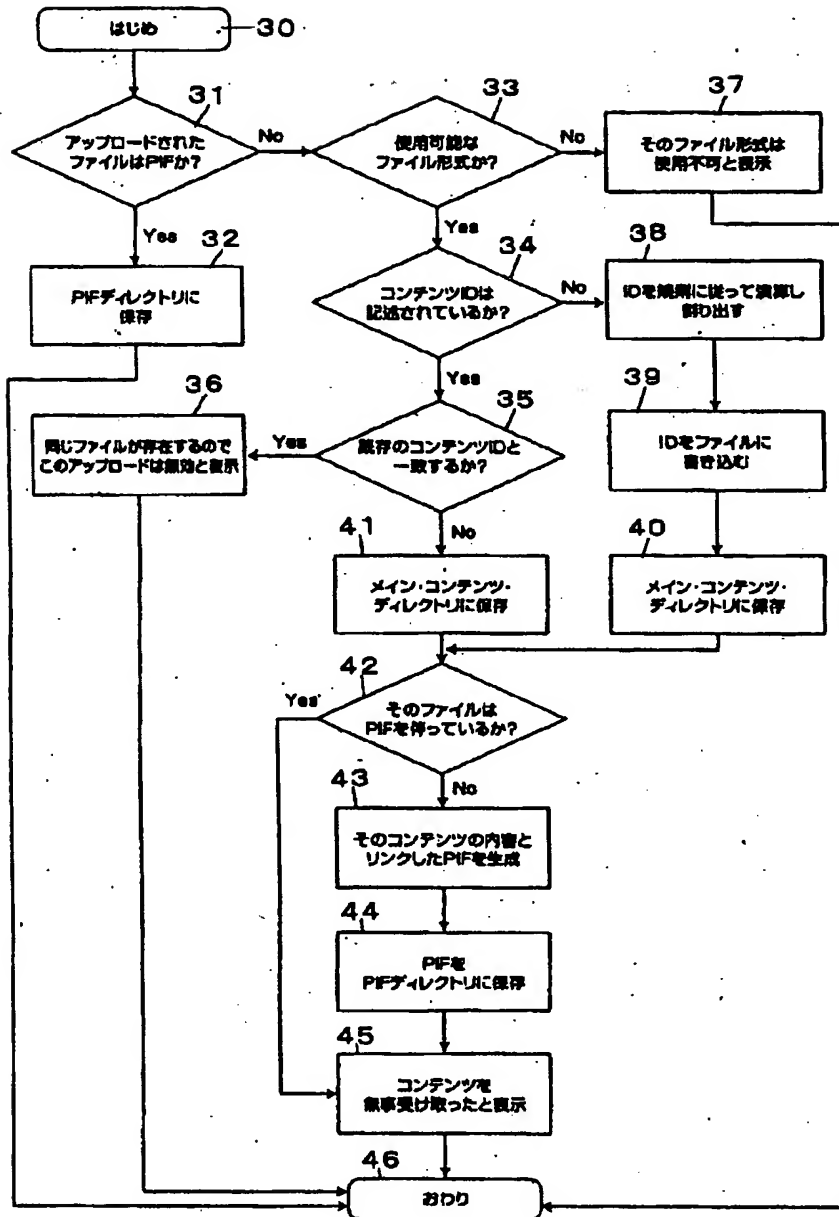 はじめ
30
31
アップロードされた
ファイルはPIFか?
No
Yes
32
PIFディレクトリに
保存
33
使用可能な
ファイル形式か?
No
Yes
37
そのファイル形式は
使用不可と表示
34
コンテンツIDは
記述されているか?
No
Yes
38
IDを規則に従って演算し
割り出す
35
既存のコンテンツIDと
一致するか?
Yes
No
36
同じファイルが存在するので
このアップロードは無効と表示
39
IDをファイルに
書き込む
41
メイン・コンテンツ・
ディレクトリに保存
40
メイン・コンテンツ・
ディレクトリに保存
42
そのファイルは
PIFを伴っているか?
Yes
No
43
そのコンテンツの内容と
リンクしたPIFを生成
44
PIFを
PIFディレクトリに保存
45
コンテンツを
無事受け取ったと表示
46
おわり